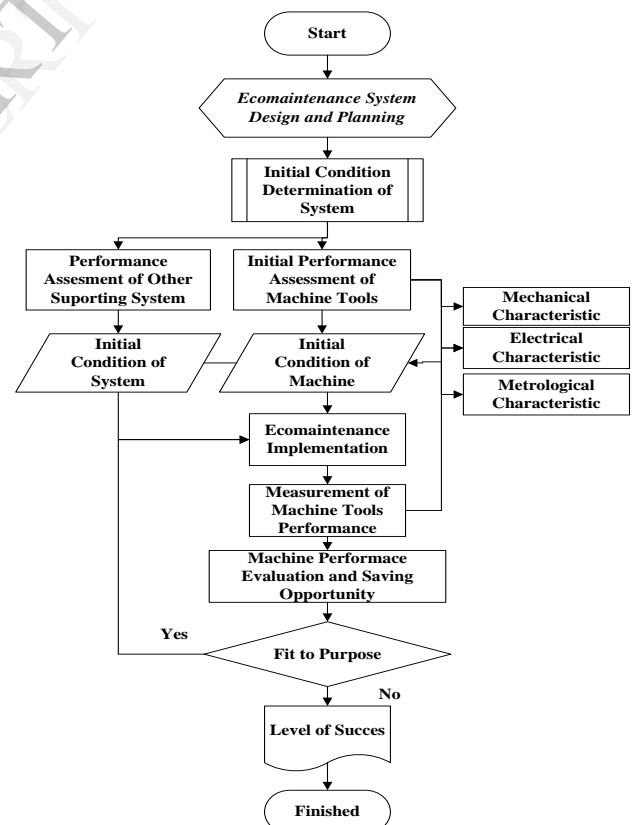 Start
Ecomaintenance System
Design and Planning
Initial Condition
Determination of
System
Performance
Assesment of Other
Suporting System
Initial Performance
Assessment of
Machine Tools
Mechanical
Characteristic
Electrical
Characteristic
Metrological
Characteristic
Initial
Condition of
System
Initial
Condition of
Machine
Ecomaintenance
Implementation
Measurement of
Machine Tools
Performance
Machine Performace
Evaluation and Saving
Opportunity
Yes
Fit to Purpose
No
Level of Succes
Finished